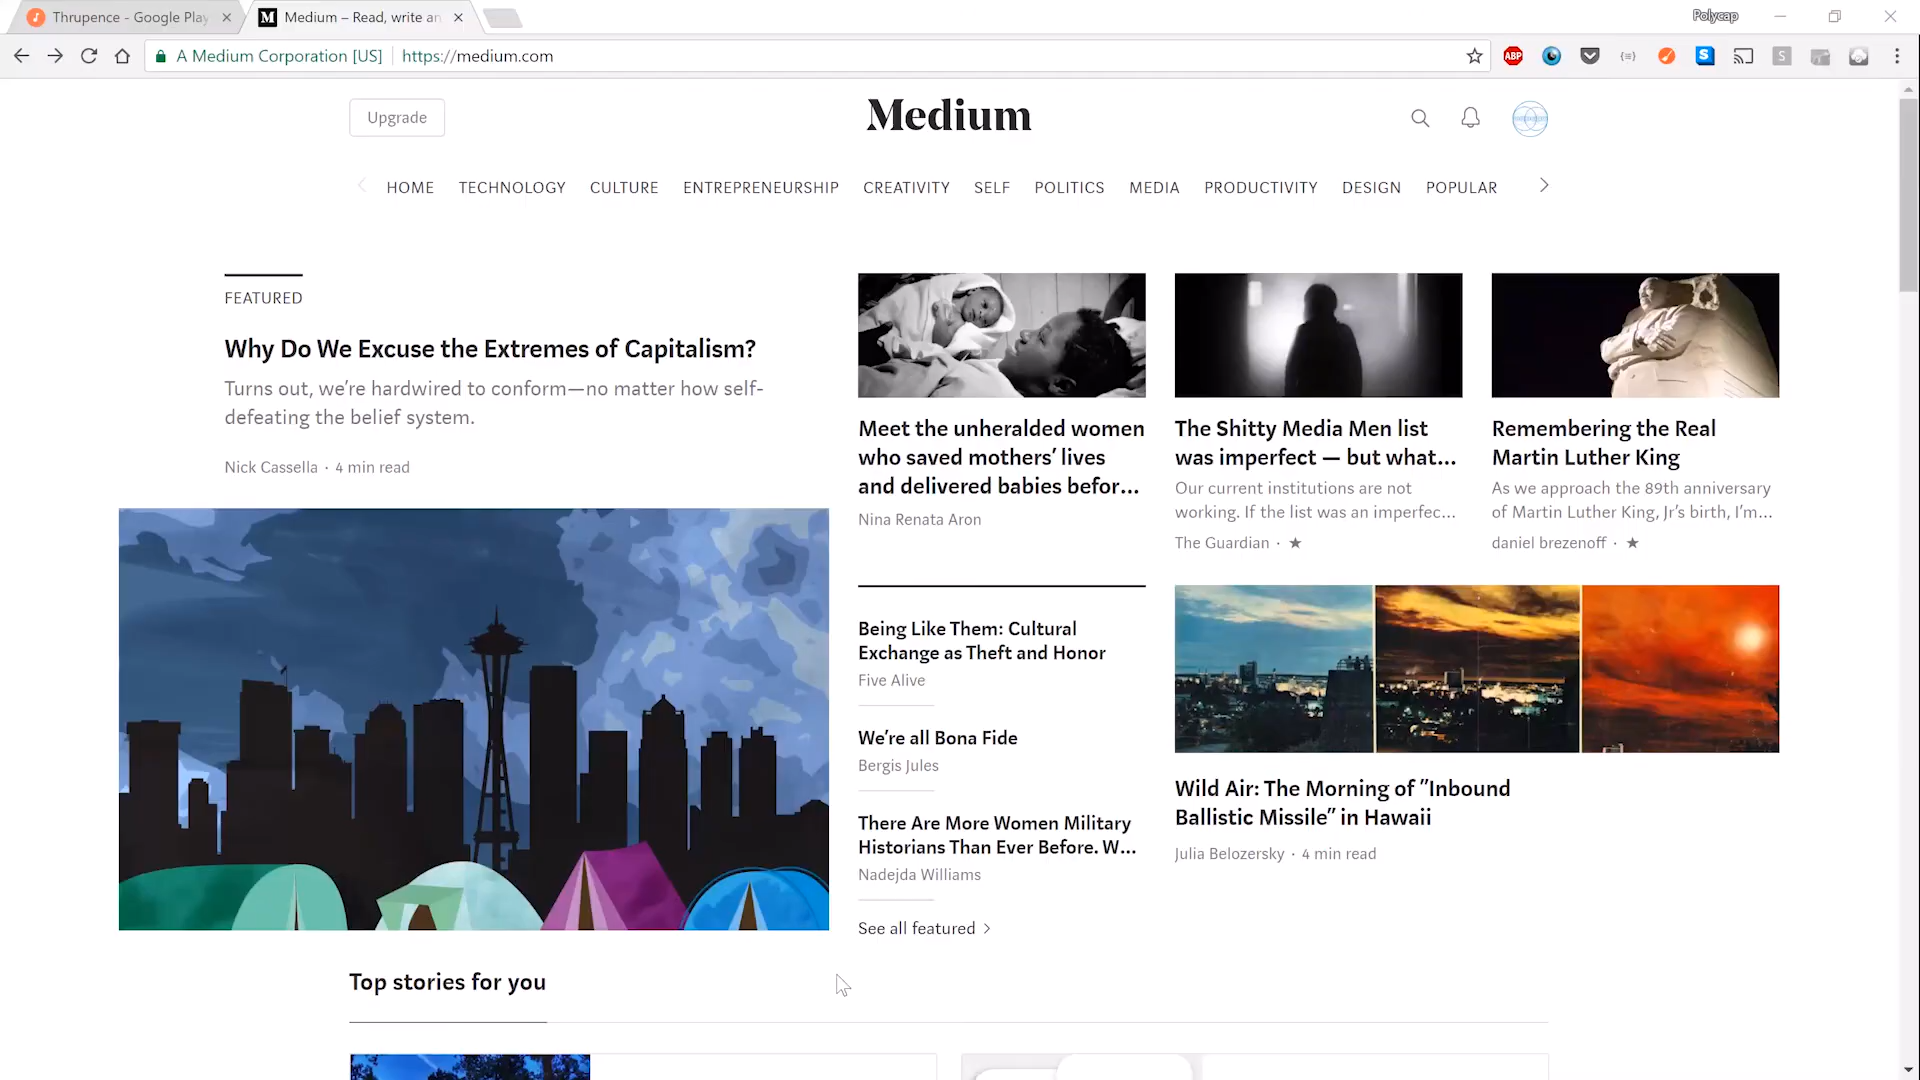 Thrupence - Google Play
Medium – Read, write an
Polycap
A Medium Corporation [US]
https://medium.com
ABP
Upgrade
Medium
HOME TECHNOLOGY CULTURE ENTREPRENEURSHIP CREATIVITY SELF POLITICS MEDIA PRODUCTIVITY DESIGN POPULAR
FEATURED
Why Do We Excuse the Extremes of Capitalism?
Turns out, we’re hardwired to conform—no matter how self-
defeating the belief system.
Nick Cassella · 4 min read
Meet the unheralded women
who saved mothers’ lives
and delivered babies befor…
Nina Renata Aron
The Shitty Media Men list
was imperfect — but what…
Our current institutions are not
working. If the list was an imperfec…
The Guardian · ★
Remembering the Real
Martin Luther King
As we approach the 89th anniversary
of Martin Luther King, Jr’s birth, I’m…
daniel brezenoff · ★
Being Like Them: Cultural
Exchange as Theft and Honor
Five Alive
We’re all Bona Fide
Bergis Jules
There Are More Women Military
Historians Than Ever Before. W…
Nadejda Williams
See all featured
Wild Air: The Morning of ”Inbound
Ballistic Missile” in Hawaii
Julia Belozersky · 4 min read
Top stories for you